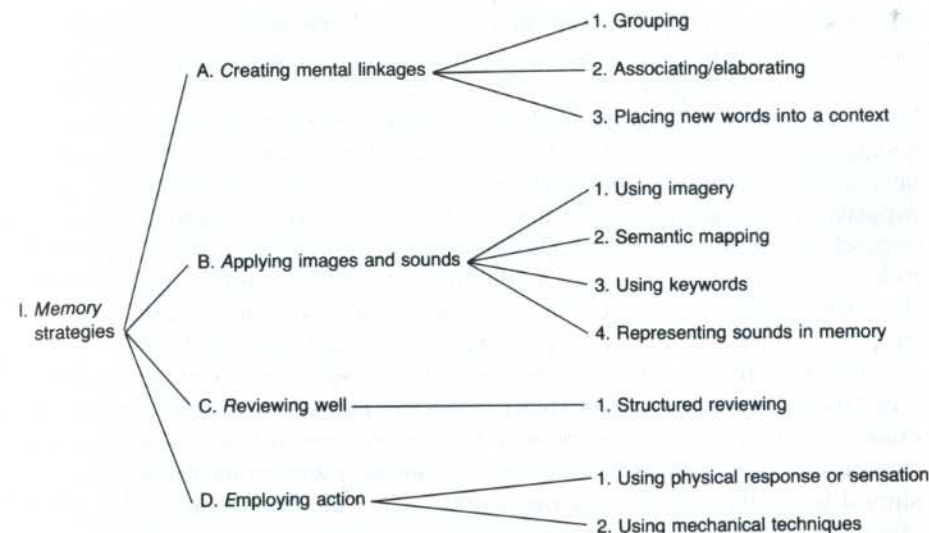 I. Memory
strategies
A. Creating mental linkages
1. Grouping
2. Associating/elaborating
3. Placing new words into a context
B. Applying images and sounds
1. Using imagery
2. Semantic mapping
3. Using keywords
4. Representing sounds in memory
C. Reviewing well
1. Structured reviewing
D. Employing action
1. Using physical response or sensation
2. Using mechanical techniques